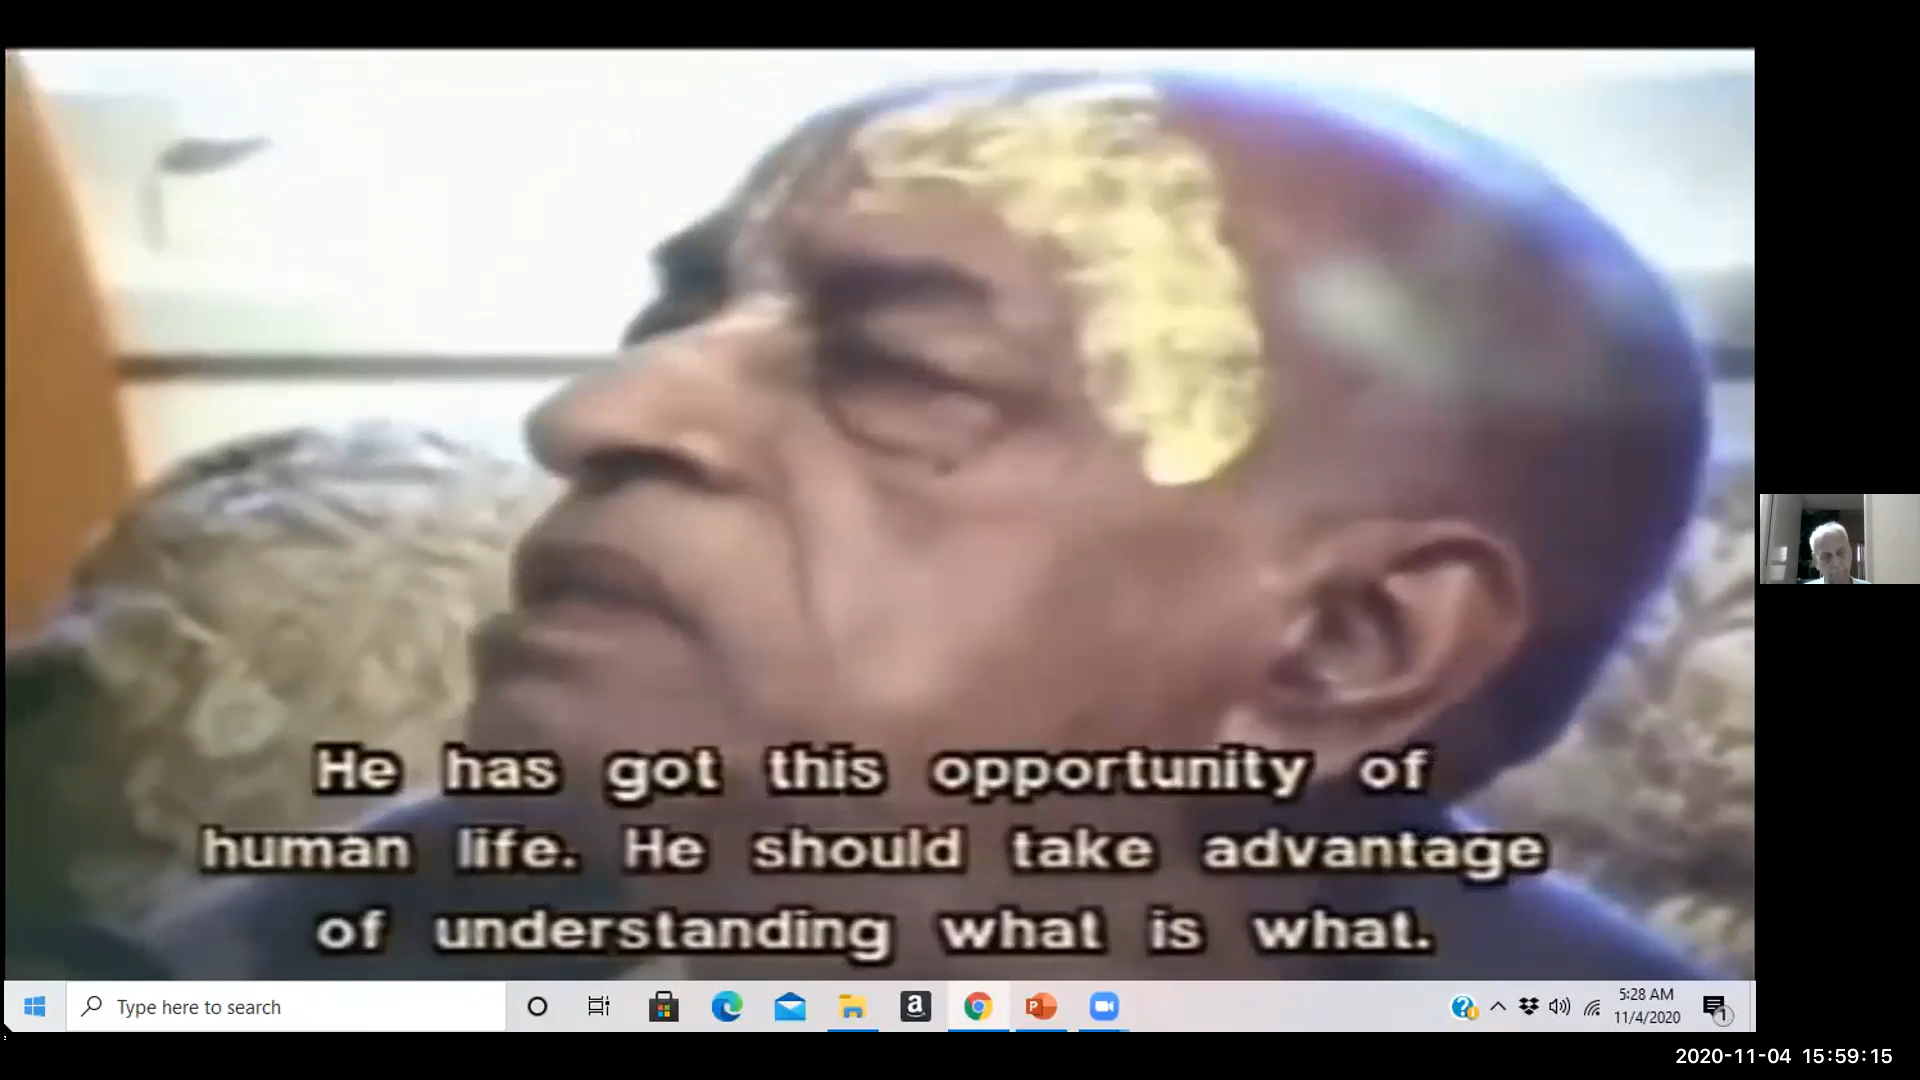 He has got this opportunity of
human life. He should take advantage
of understanding what is what.
Type here to search
5:28 AM
11/4/2020
1
2020-11-04 15:59:15